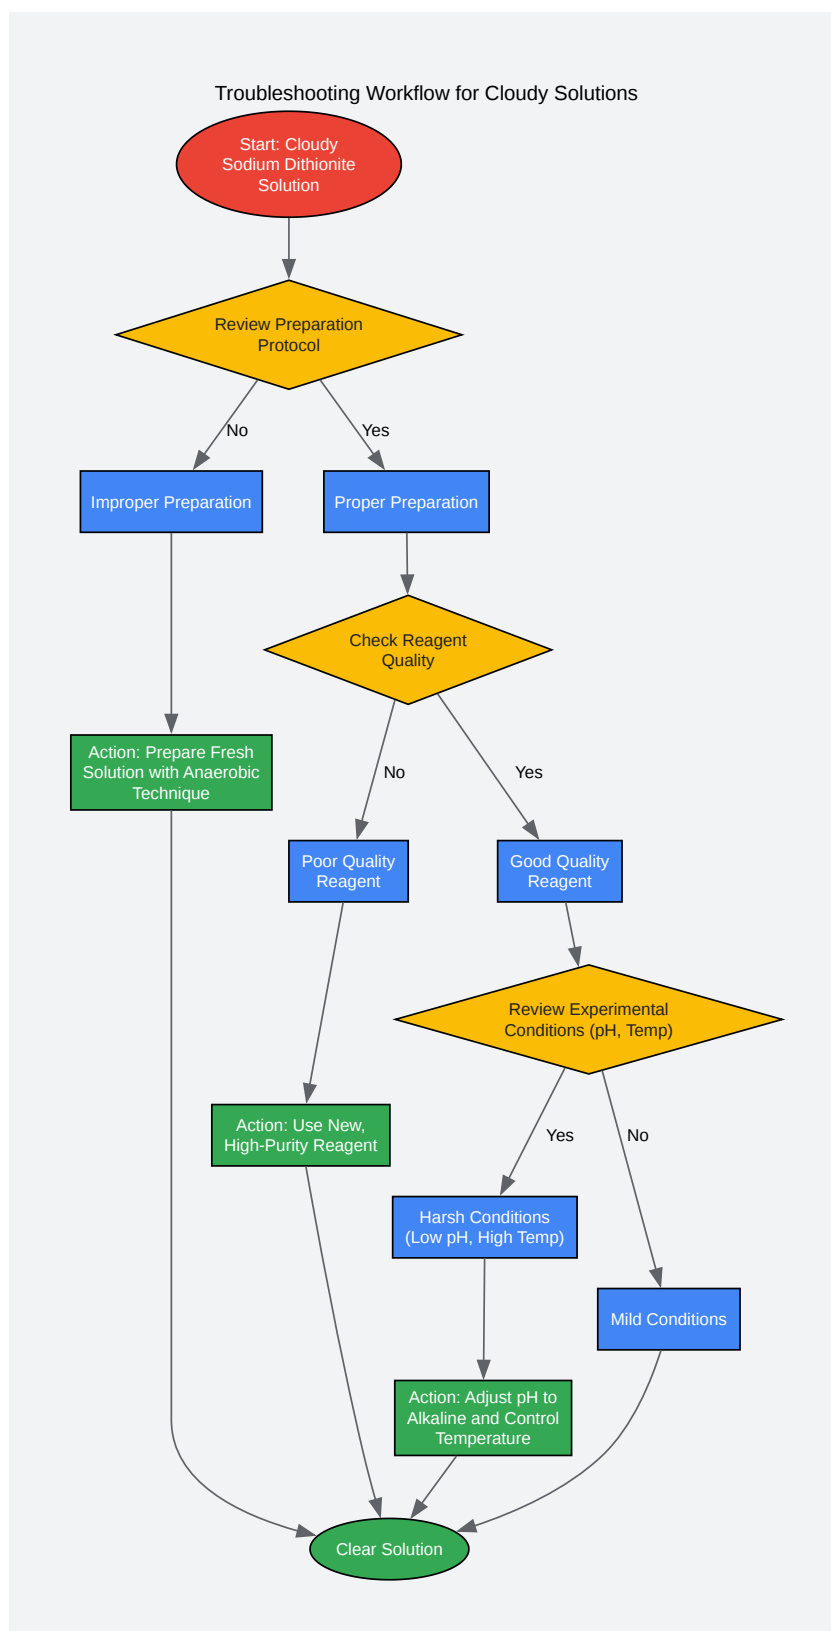 Troubleshooting Workflow for Cloudy Solutions
Start: Cloudy
Sodium Dithionite
Solution
Review Preparation
Protocol
No
Yes
Improper Preparation
Proper Preparation
Check Reagent
Quality
Action: Prepare Fresh
Solution with Anaerobic
Technique
No
Yes
Poor Quality
Reagent
Good Quality
Reagent
Review Experimental
Conditions (pH, Temp)
Action: Use New,
High-Purity Reagent
Yes
No
Harsh Conditions
(Low pH, High Temp)
Mild Conditions
Action: Adjust pH to
Alkaline and Control
Temperature
Clear Solution